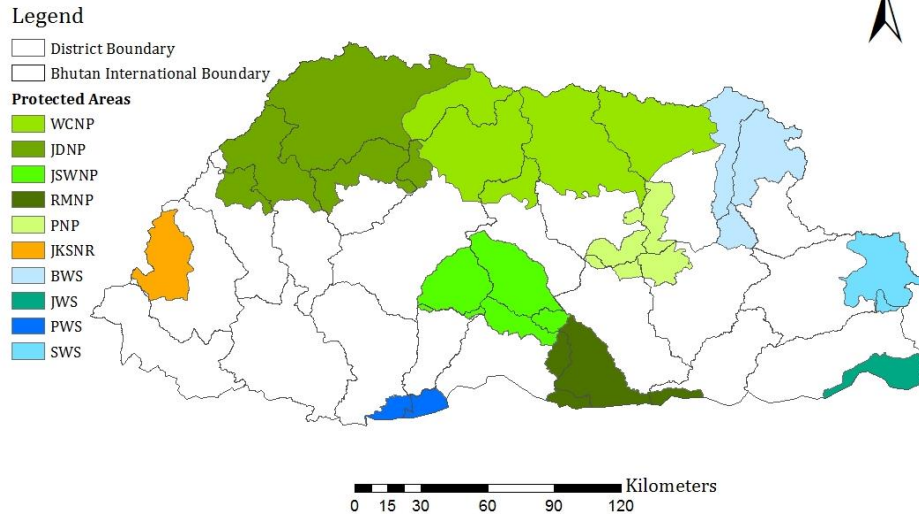 Legend
District Boundary
Bhutan International Boundary
Protected Areas
WCNP
JDNP
JSWNP
RMNP
PNP
JKSNR
BWS
JWS
PWS
SWS
Kilometers
0 15 30 60 90 120